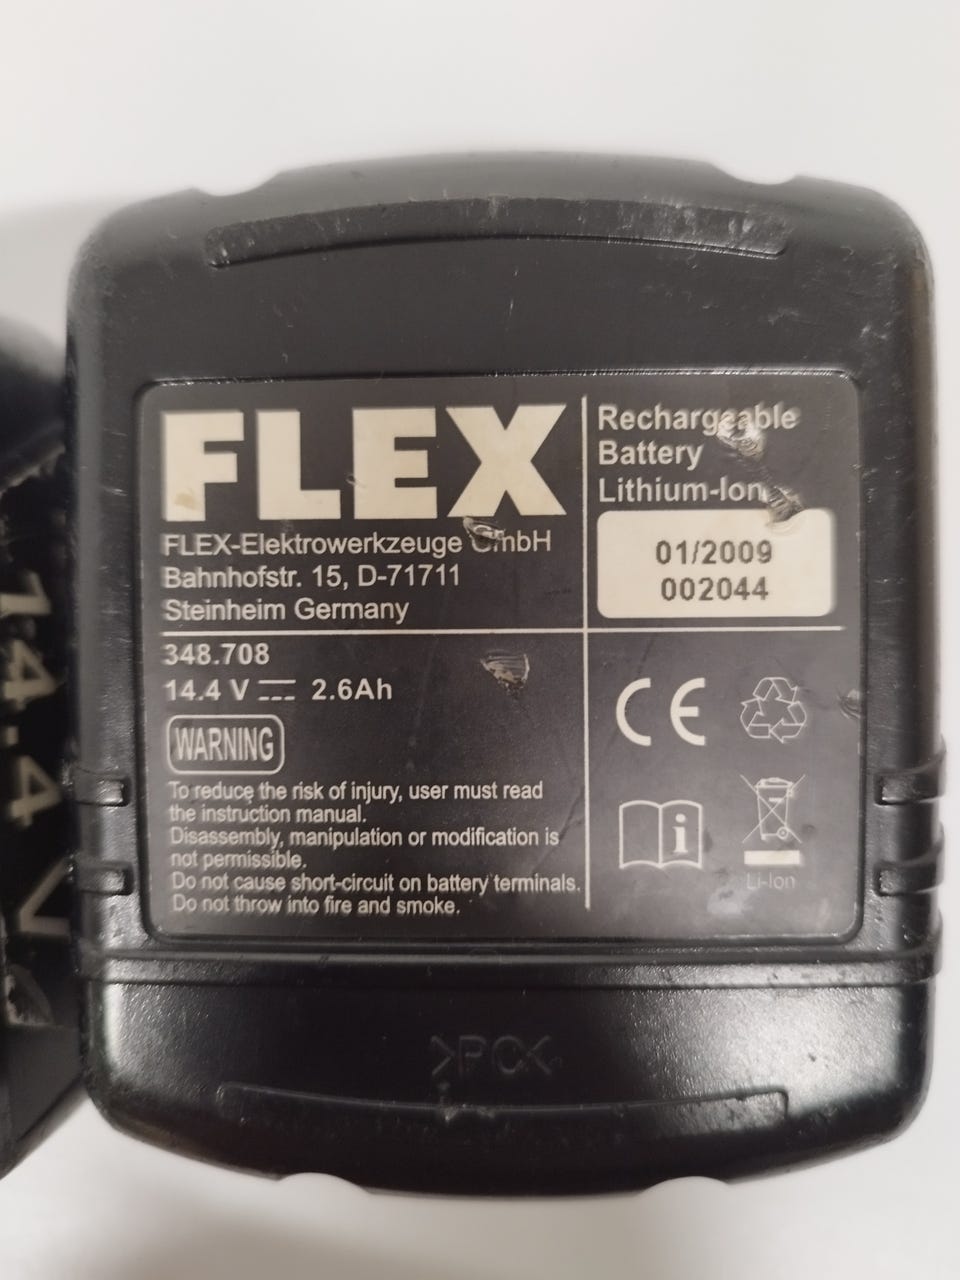 FLEX
FLEX-Elektrowerkzeuge GmbH
Bahnhofstr. 15, D-71711
Steinheim Germany
Rechargeable
Battery
Lithium-Ion
01/2009
002044
348.708
14.4 V ⎓ 2.6Ah
WARNING
To reduce the risk of injury, user must read
the instruction manual.
Disassembly, manipulation or modification is
not permissible.
Do not cause short-circuit on battery terminals.
Do not throw into fire and smoke.
CE
i
Li-Ion
>PC<
14.4 V